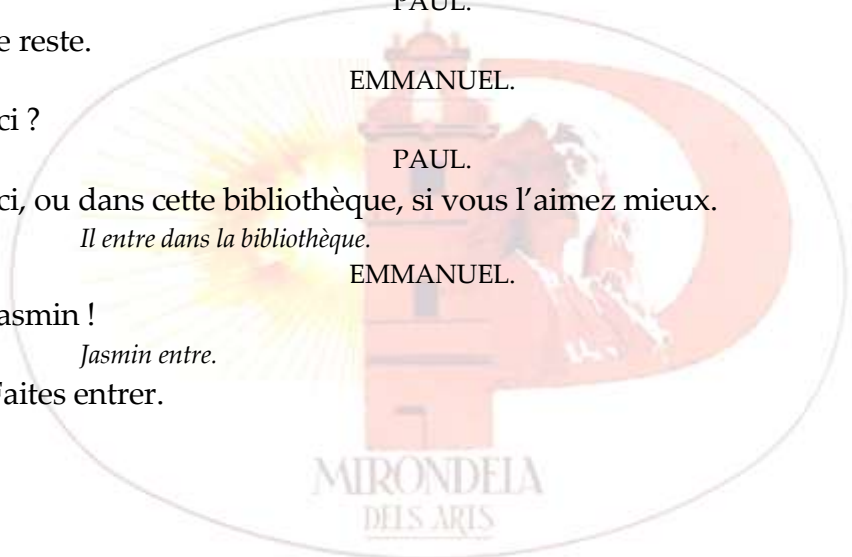 PAUL.
e reste.
EMMANUEL.
ci ?
PAUL.
ci, ou dans cette bibliothèque, si vous l’aimez mieux.
Il entre dans la bibliothèque.
EMMANUEL.
asmin !
Jasmin entre.
aites entrer.
MIRONDELA
DELS ARTS